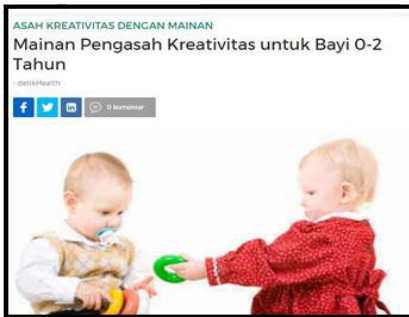 ASAH KREATIVITAS DENGAN MAINAN
Mainan Pengasah Kreativitas untuk Bayi 0-2
Tahun
- detikHealth
0 komentar